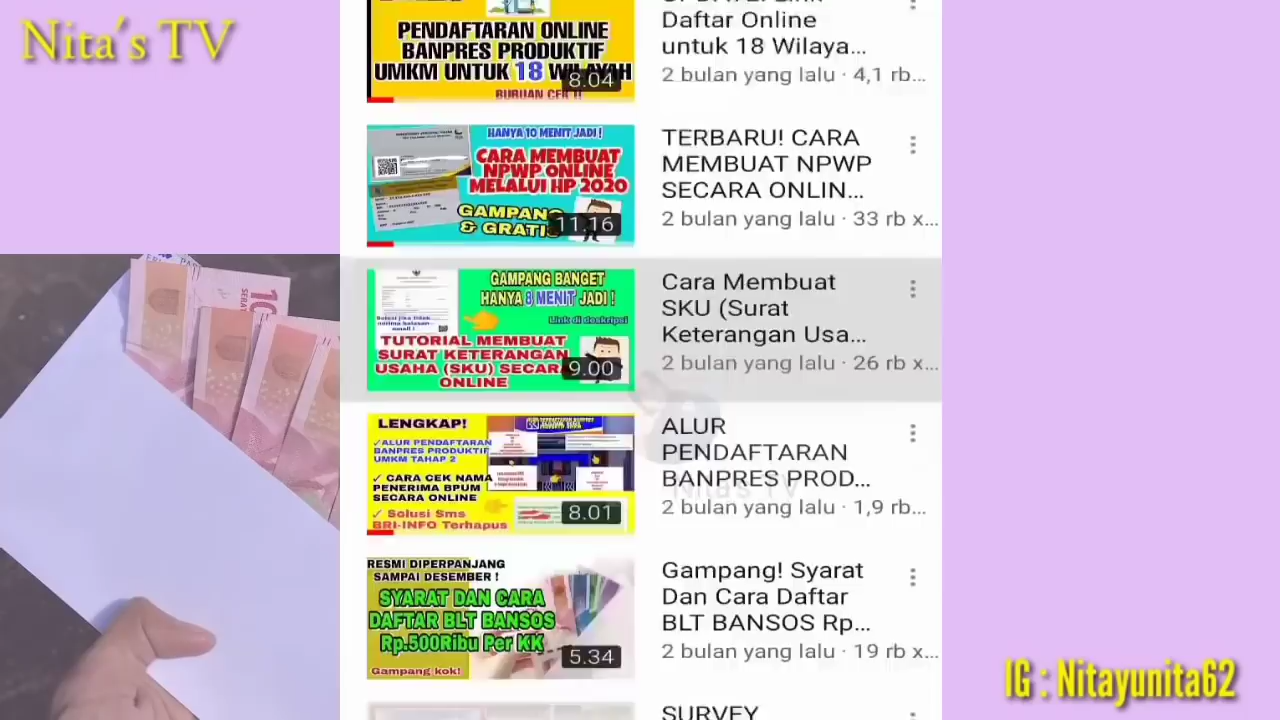 Nita's TV
PENDAFTARAN ONLINE
BANPRES PRODUKTIF
UMKM UNTUK 18 WILAYAH
BURUAN CEK!!
8.04
Daftar Online
untuk 18 Wilaya...
2 bulan yang lalu · 4,1 rb...
HANYA 10 MENIT JADI !
CARA MEMBUAT
NPWP ONLINE
MELALUI HP 2020
GAMPANG
& GRATIS
11.16
TERBARU! CARA
MEMBUAT NPWP
SECARA ONLIN...
2 bulan yang lalu · 33 rb x...
GAMPANG BANGET
HANYA 8 MENIT JADI !
Link di deskripsi
TUTORIAL MEMBUAT
SURAT KETERANGAN
USAHA (SKU) SECARA
ONLINE
9.00
Cara Membuat
SKU (Surat
Keterangan Usa...
2 bulan yang lalu · 26 rb x...
LENGKAP!
✓ALUR PENDAFTARAN
BANPRES PRODUKTIF
UMKM TAHAP 2
✓ CARA CEK NAMA
PENERIMA BPUM
SECARA ONLINE
✓ Solusi Sms
BRI-INFO Terhapus
8.01
ALUR
PENDAFTARAN
BANPRES PROD...
2 bulan yang lalu · 1,9 rb...
Nita's TV
RESMI DIPERPANJANG
SAMPAI DESEMBER !
SYARAT DAN CARA
DAFTAR BLT BANSOS
Rp.500Ribu Per KK
Gampang kok!
5.34
Gampang! Syarat
Dan Cara Daftar
BLT BANSOS Rp...
2 bulan yang lalu · 19 rb x...
SURVEY
IG : Nitayunita62